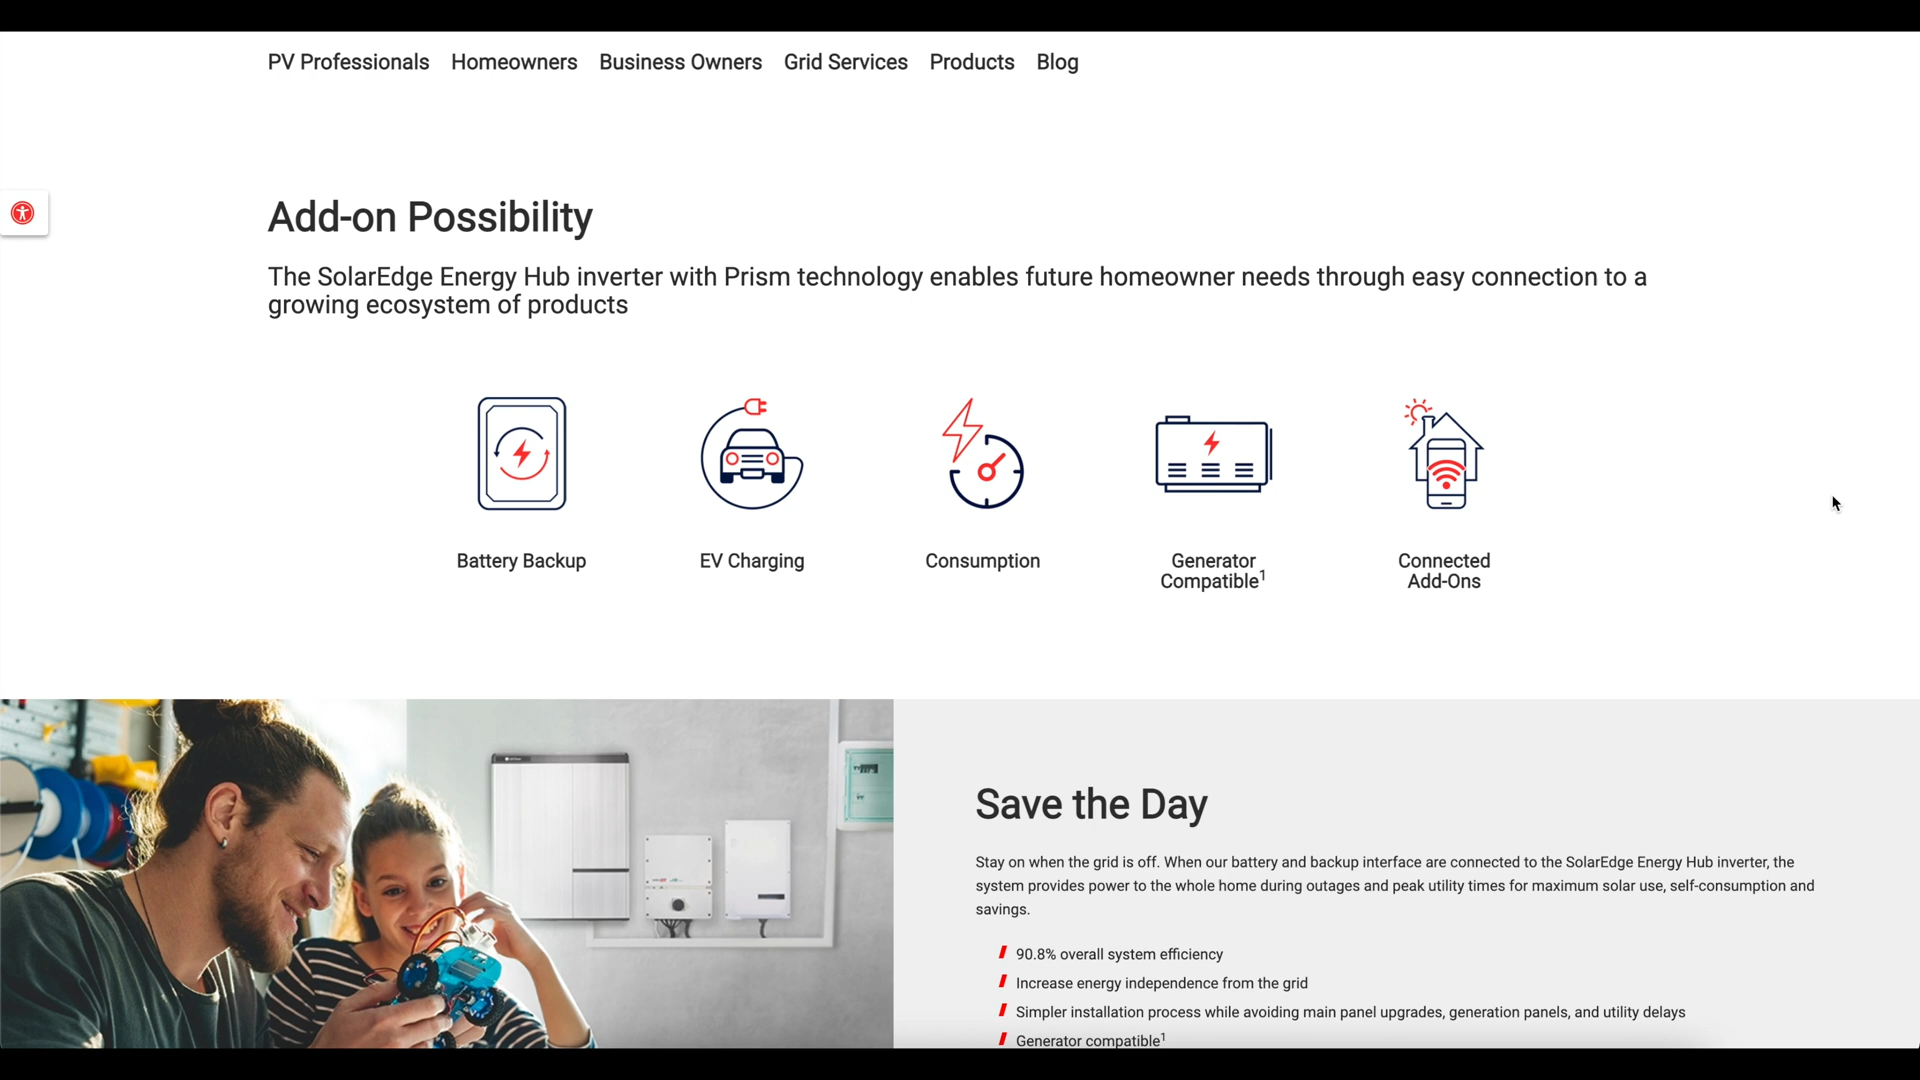 PV Professionals Homeowners Business Owners Grid Services Products Blog
Add-on Possibility
The SolarEdge Energy Hub inverter with Prism technology enables future homeowner needs through easy connection to a
growing ecosystem of products
Battery Backup
EV Charging
Consumption
Generator
Compatible¹
Connected
Add-Ons
Save the Day
Stay on when the grid is off. When our battery and backup interface are connected to the SolarEdge Energy Hub inverter, the
system provides power to the whole home during outages and peak utility times for maximum solar use, self-consumption and
savings.
90.8% overall system efficiency
Increase energy independence from the grid
Simpler installation process while avoiding main panel upgrades, generation panels, and utility delays
Generator compatible¹